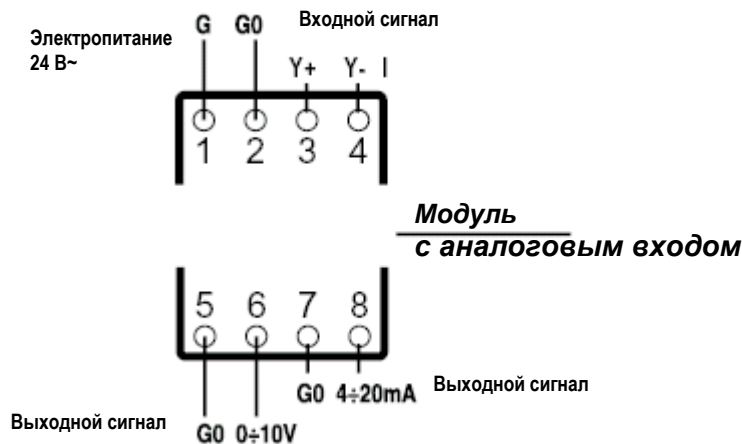 Электропитание
24 В~
G G0
Входной сигнал
Y+ Y- I
1 2 3 4
Модуль
с аналоговым входом
5 6 7 8
G0 4÷20mA
Выходной сигнал
Выходной сигнал
G0 0÷10V